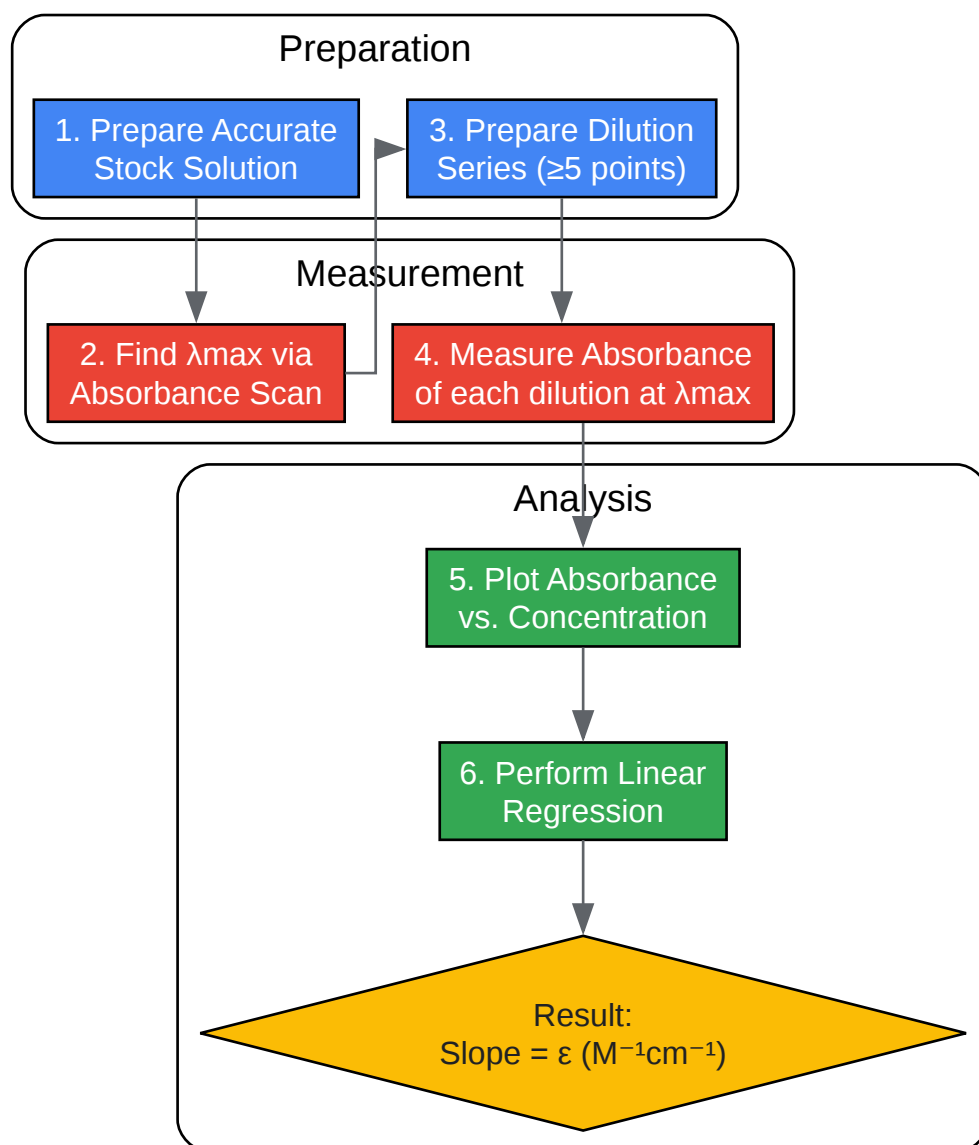 Preparation
1. Prepare Accurate
Stock Solution
3. Prepare Dilution
Series (≥5 points)
Measurement
2. Find λmax via
Absorbance Scan
4. Measure Absorbance
of each dilution at λmax
Analysis
5. Plot Absorbance
vs. Concentration
6. Perform Linear
Regression
Result:
Slope = ε (M⁻¹cm⁻¹)